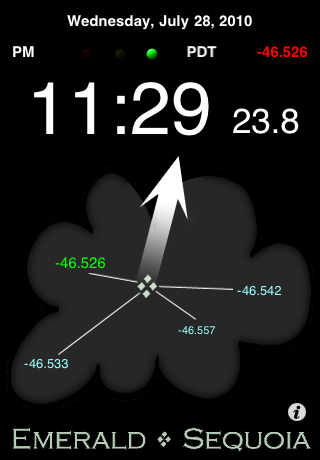 Wednesday, July 28, 2010
PM PDT -46.526
11:29 23.8
-46.526
-46.542
-46.557
-46.533
i
EMERALD SEQUOIA